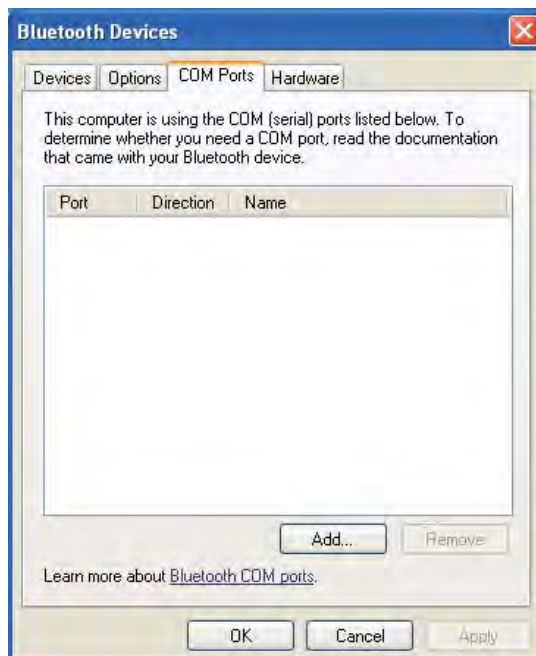 Bluetooth Devices
Devices Options COM Ports Hardware
This computer is using the COM (serial) ports listed below. To
determine whether you need a COM port, read the documentation
that came with your Bluetooth device.
Port Direction Name
Add... Remove
Learn more about Bluetooth COM ports.
OK Cancel Apply